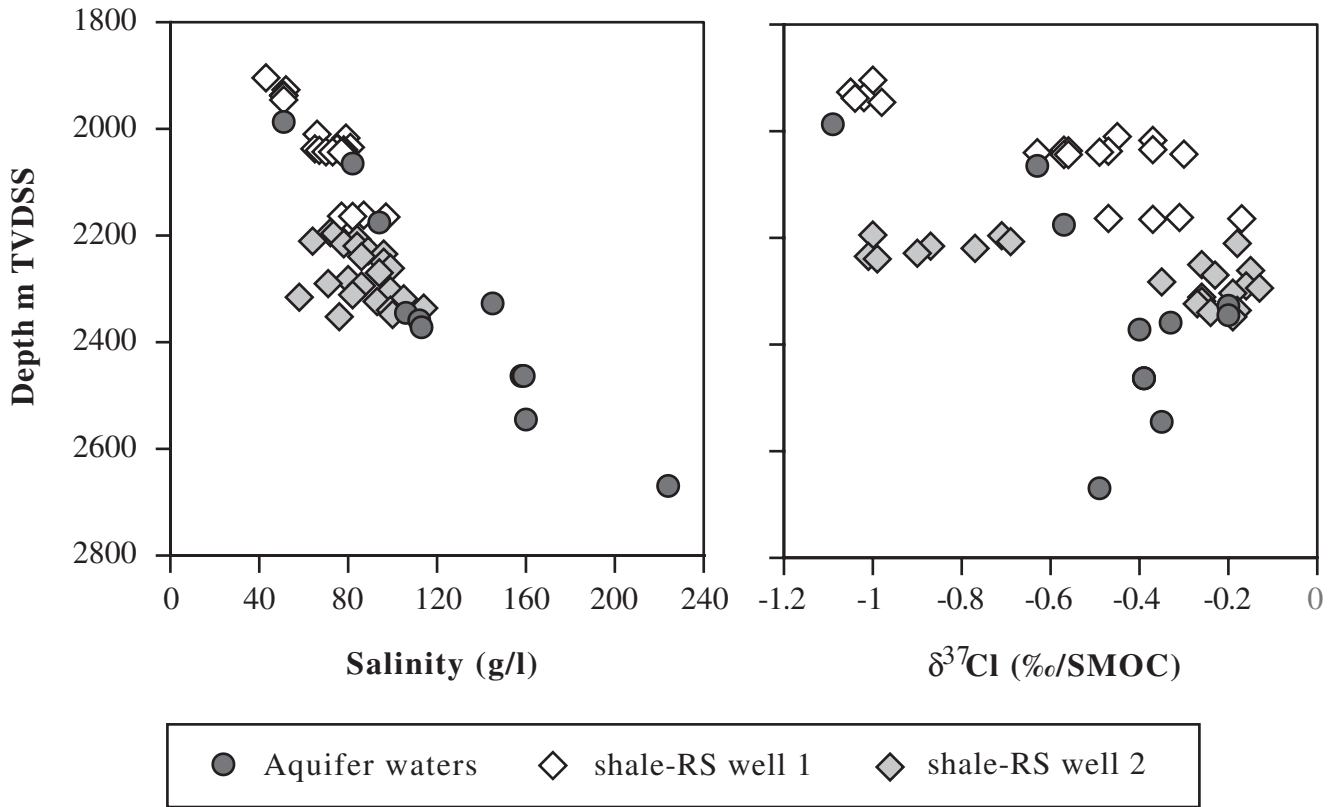 1800
2000
2200
2400
2600
2800
Depth m TVDSS
0 40 80 120 160 200 240
Salinity (g/l)
-1.2 -1 -0.8 -0.6 -0.4 -0.2 0
δ³⁷Cl (‰/SMOC)
Aquifer waters shale-RS well 1 shale-RS well 2